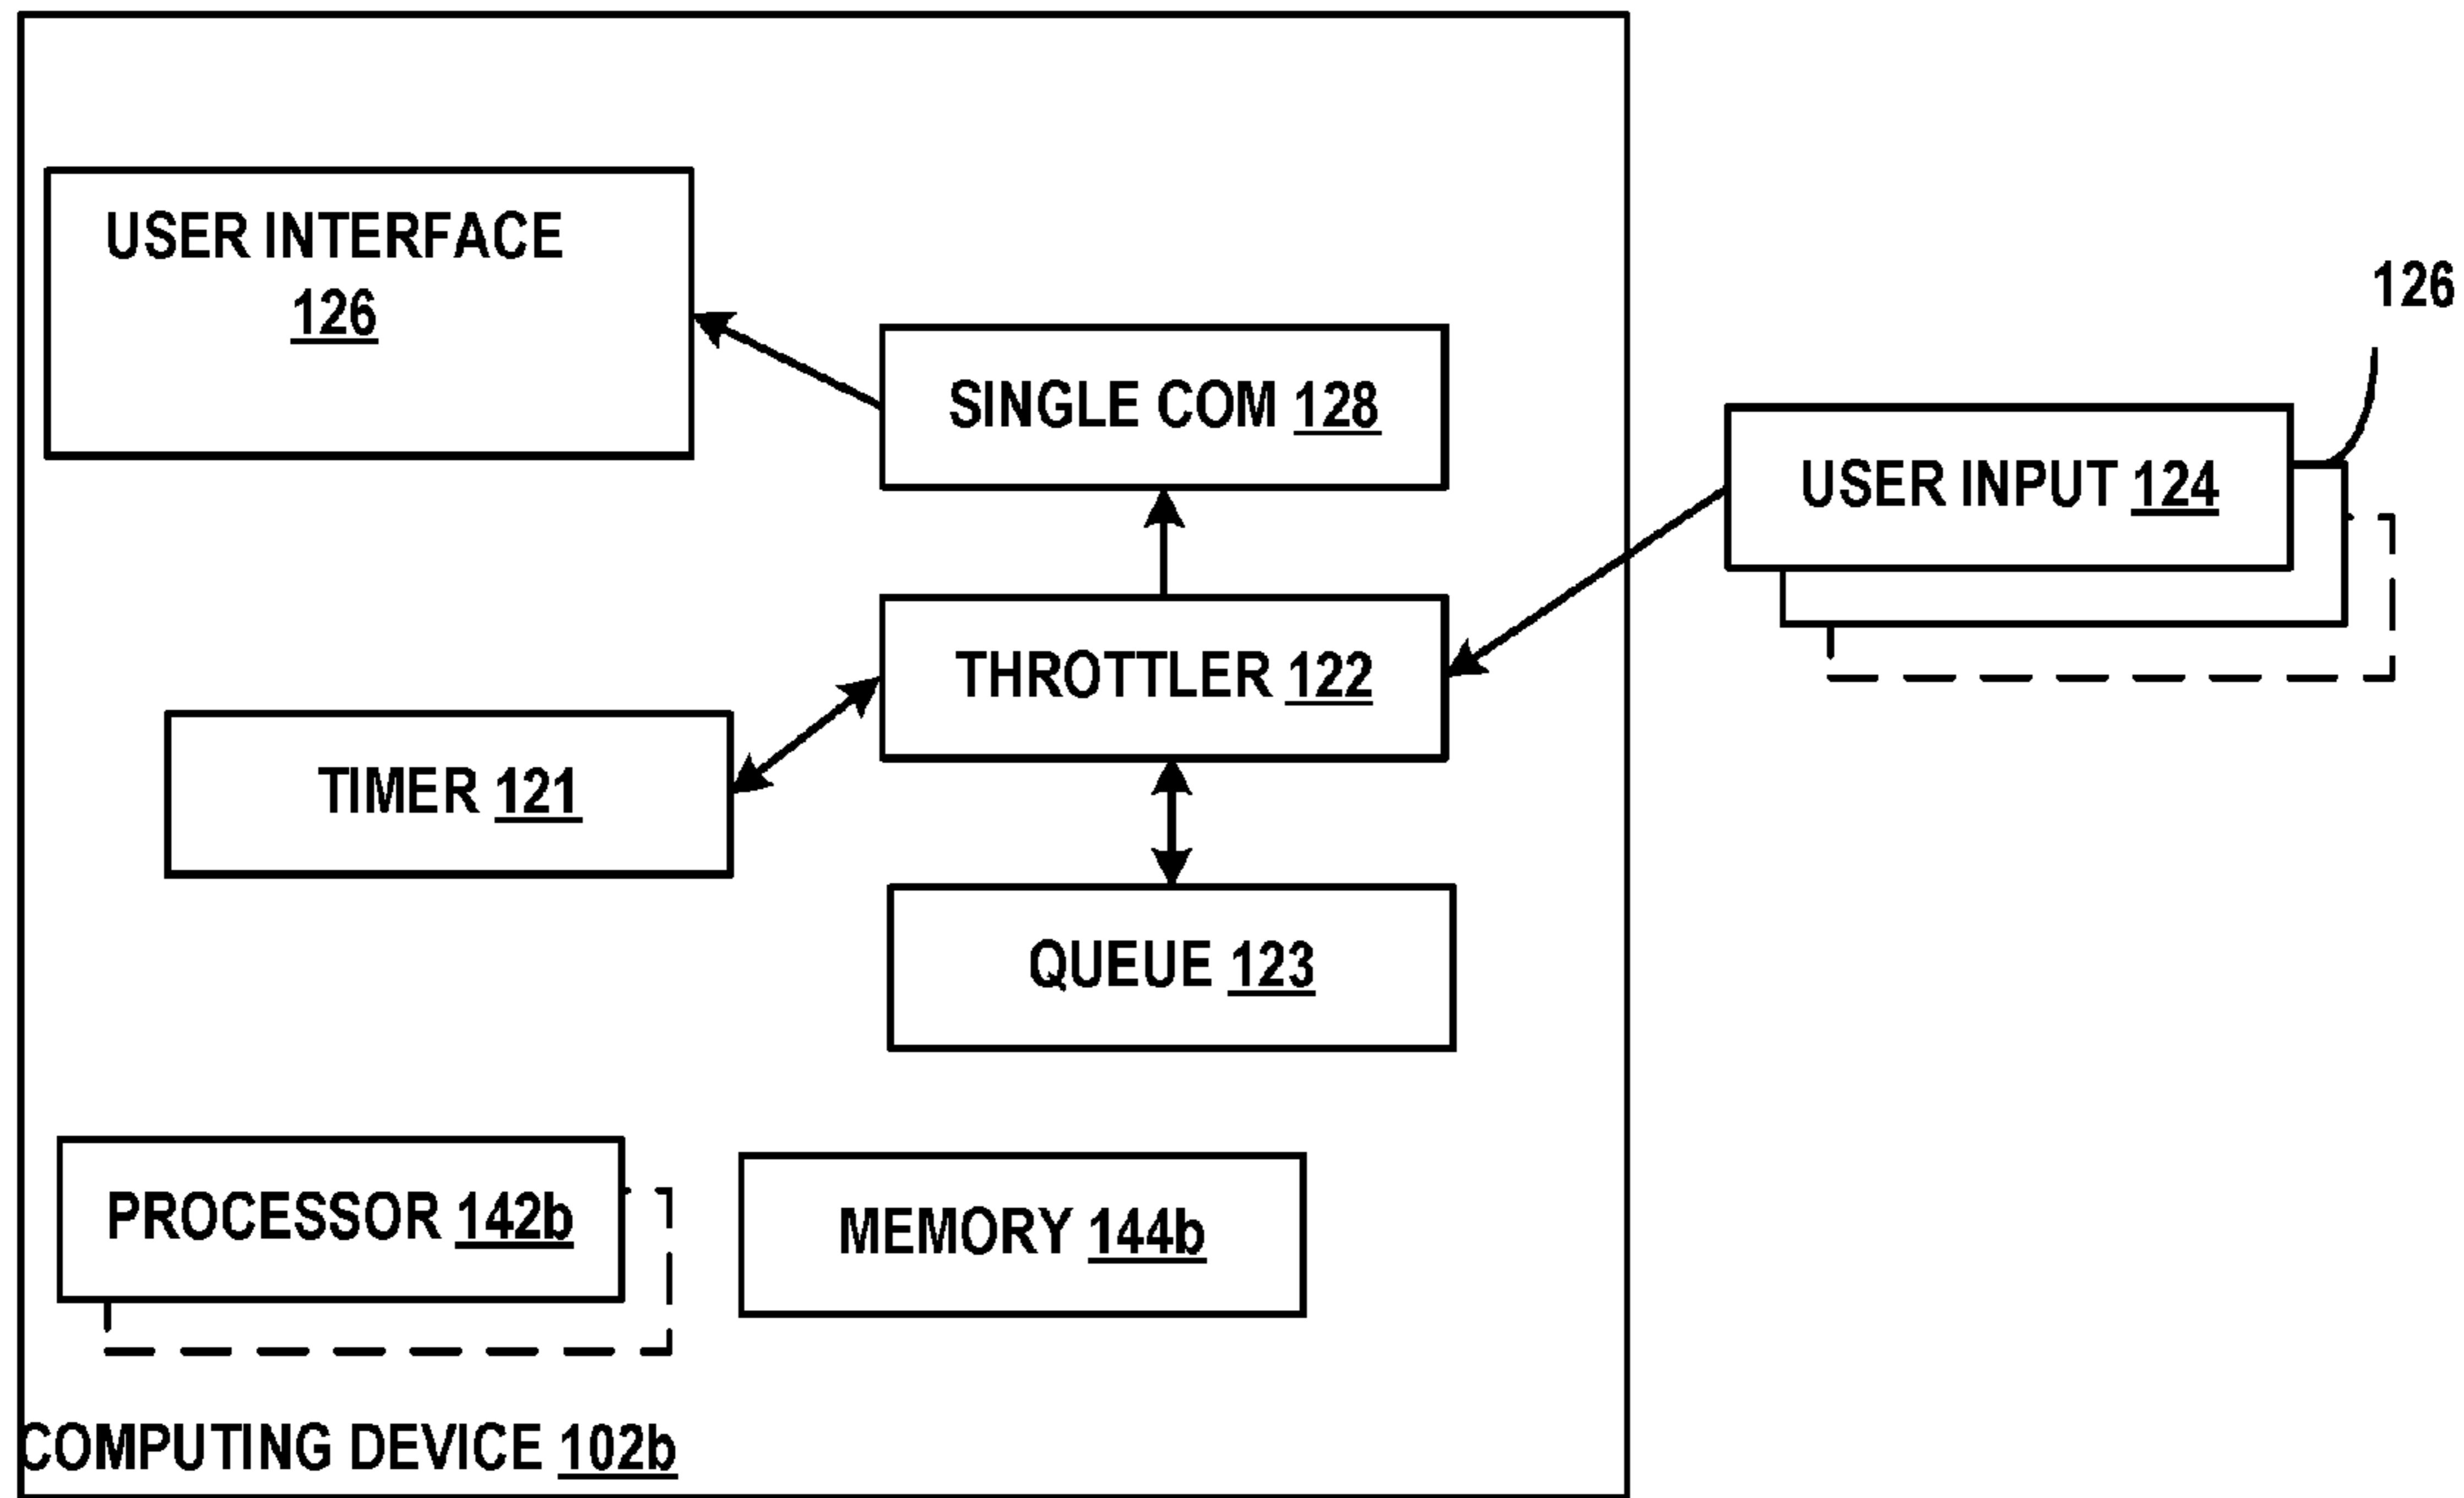 USER INTERFACE
126
126
SINGLE COM 128
USER INPUT 124
THROTTLER 122
TIMER 121
QUEUE 123
PROCESSOR 142b
MEMORY 144b
COMPUTING DEVICE 102b